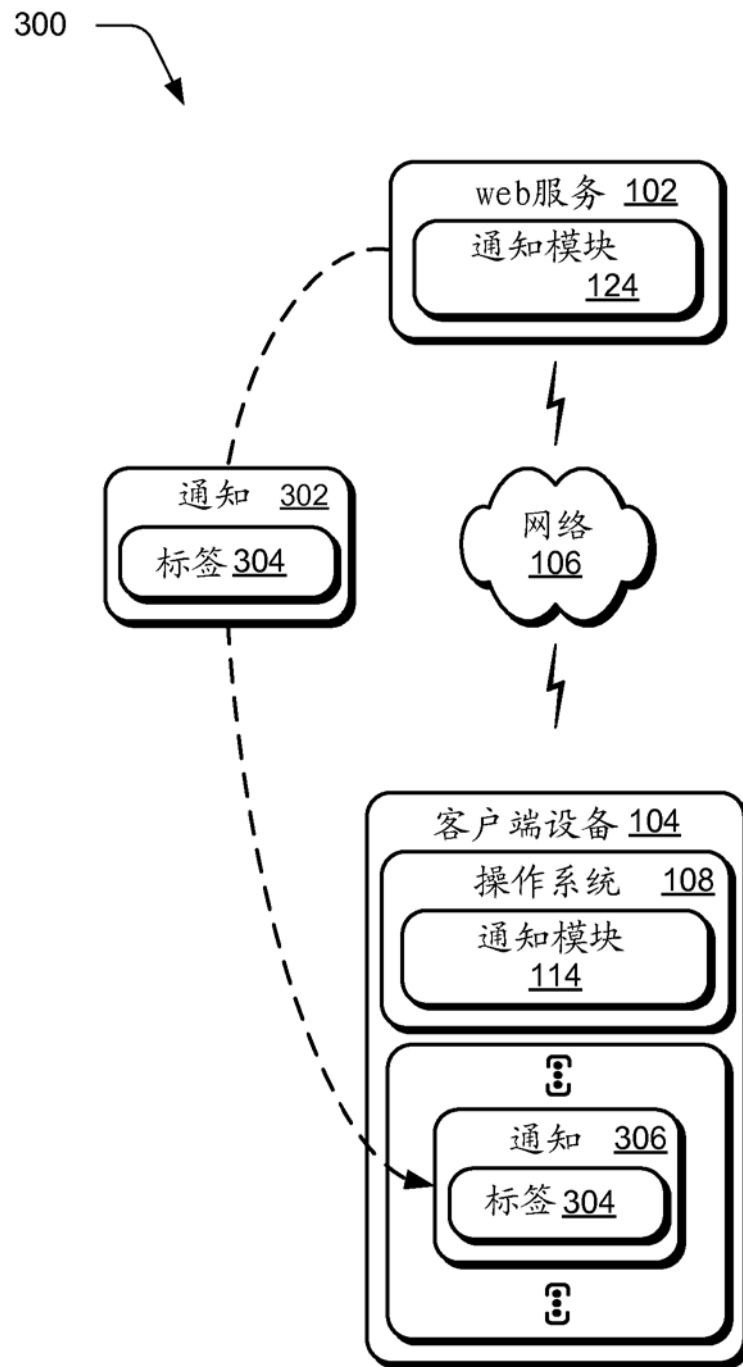 300
web服务 102
通知模块
124
通知 302
标签 304
网络
106
客户端设备 104
操作系统 108
通知模块
114
通知 306
标签 304